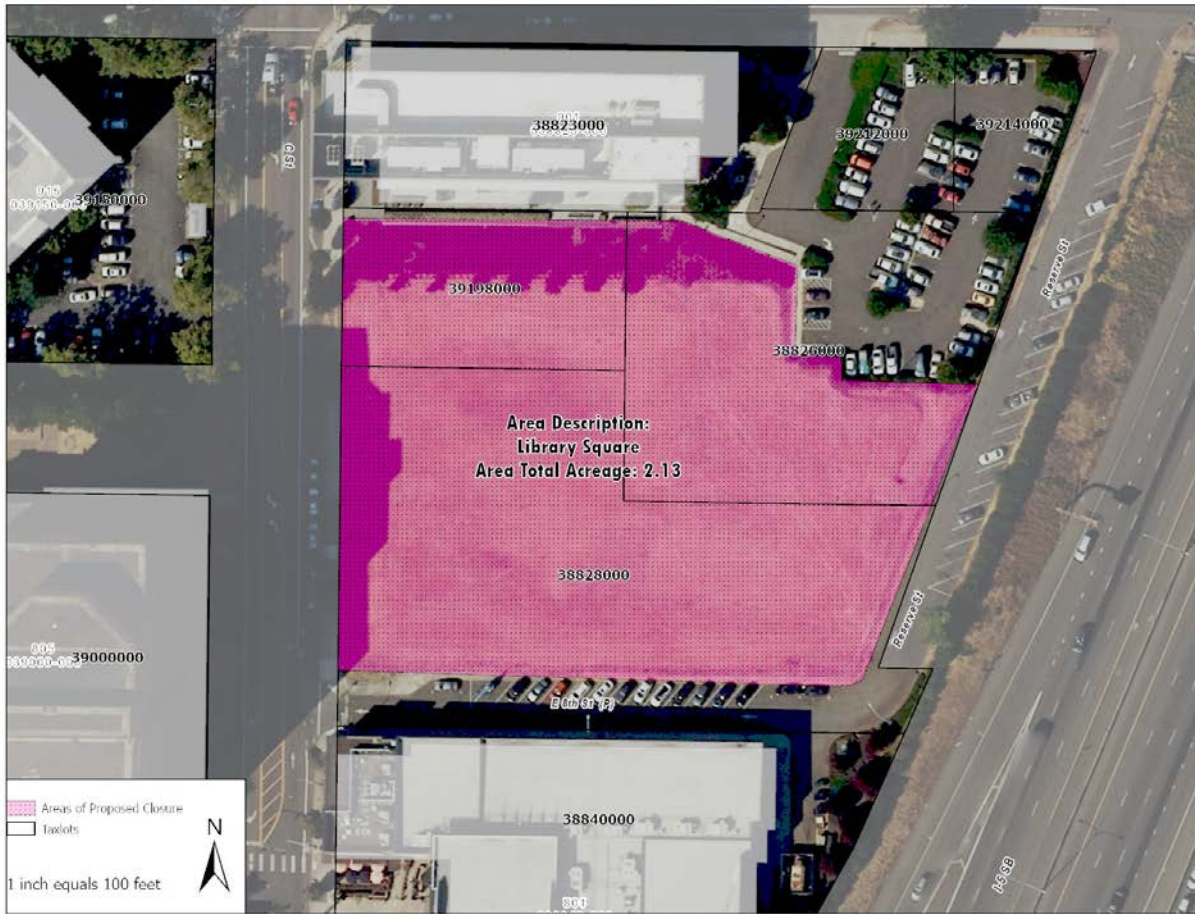 38823000
39212000
39214000
C St
915
39180000
Reserve St
39198000
38826000
Area Description:
Library Square
Area Total Acreage: 2.13
38828000
Reserve St
805
39000000
E 8th St (P)
Areas of Proposed Closure
Taxlots
N
1 inch equals 100 feet
38840000
801
I-5 SB